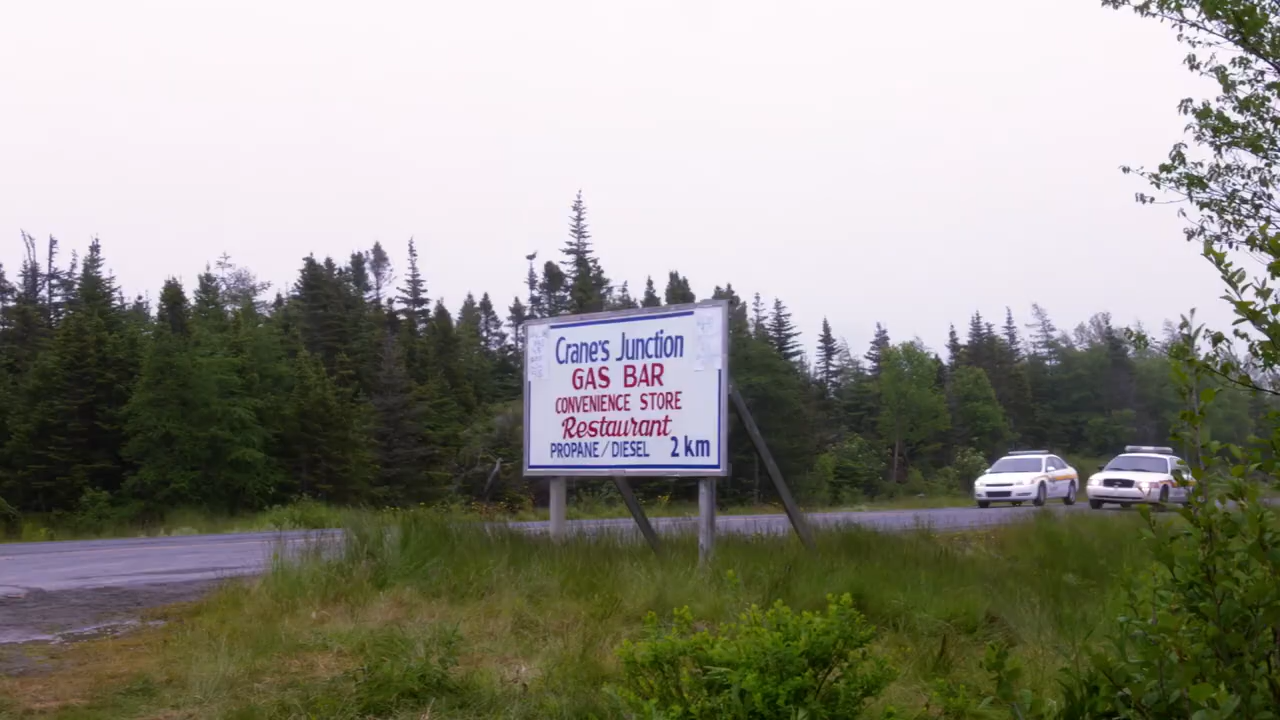 Crane's Junction
GAS BAR
CONVENIENCE STORE
Restaurant
PROPANE/DIESEL 2 km